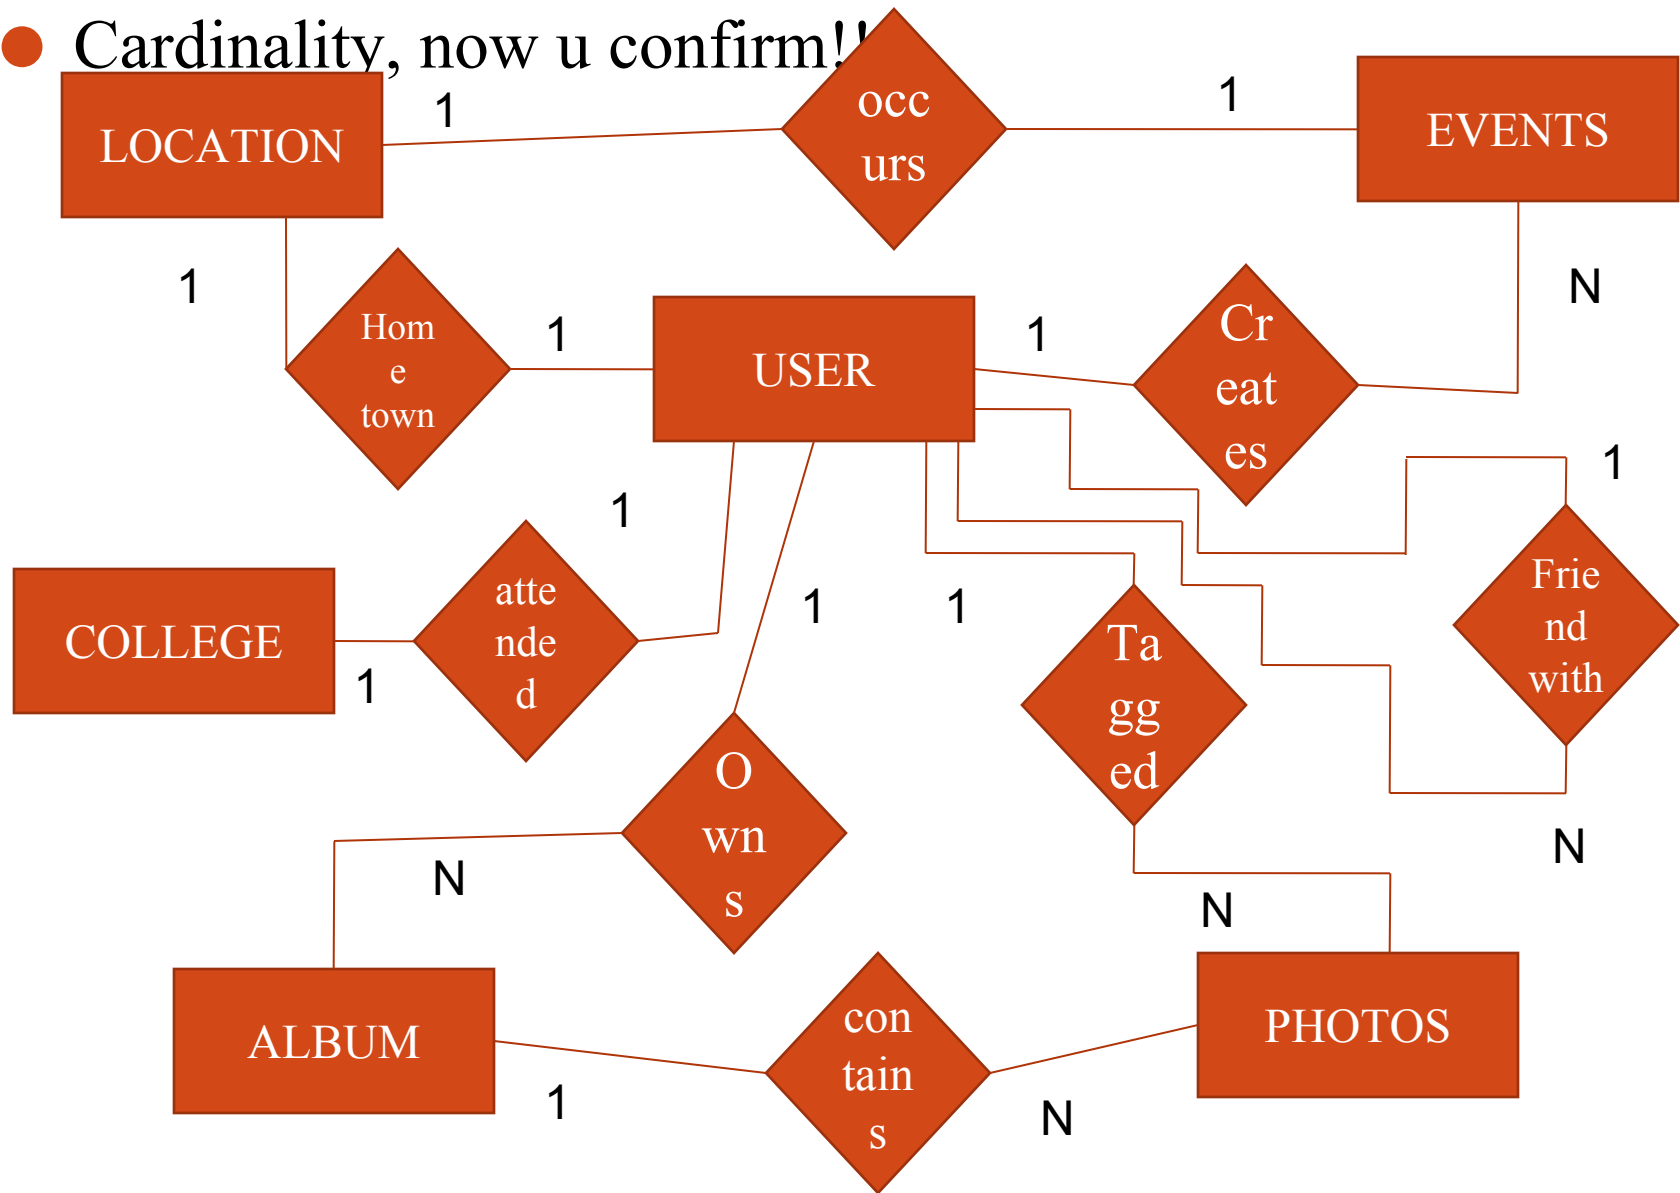 Cardinality, now u confirm!!
LOCATION
1
occ
urs
1
EVENTS
1
Hom
e
town
1
USER
1
Cr
eat
es
N
COLLEGE
1
atte
nde
d
1
1
1
Ta
gg
ed
1
Frie
nd
with
N
O
wn
s
N
N
ALBUM
1
con
tain
s
N
PHOTOS